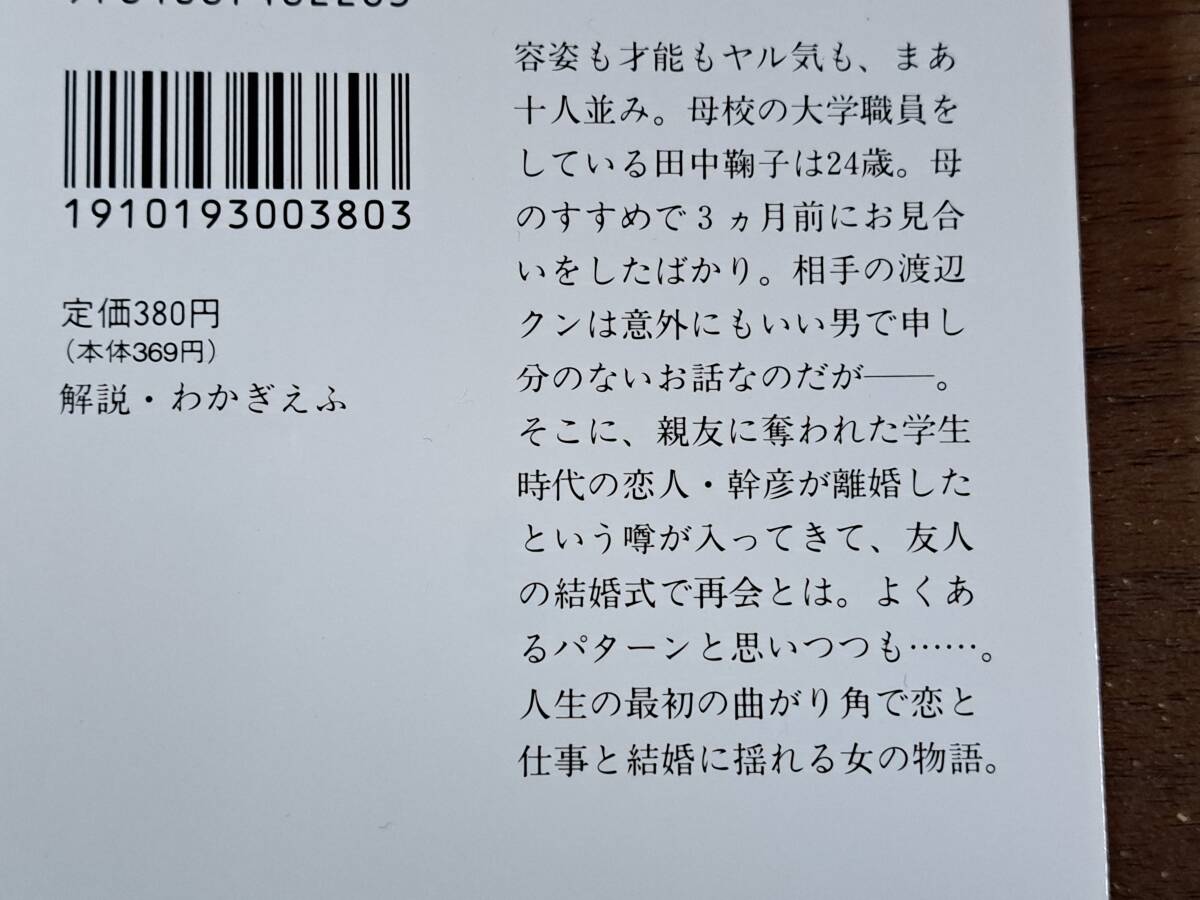 1910193003803
定価380円
(本体369円)
解説・わかぎえふ
容姿も才能もヤル気も、まあ
十人並み。母校の大学職員を
している田中鞠子は24歳。母
のすすめで3ヵ月前にお見合
いをしたばかり。相手の渡辺
クンは意外にもいい男で申し
分のないお話なのだが――。
そこに、親友に奪われた学生
時代の恋人・幹彦が離婚した
という噂が入ってきて、友人
の結婚式で再会とは。よくあ
るパターンと思いつつも……。
人生の最初の曲がり角で恋と
仕事と結婚に揺れる女の物語。